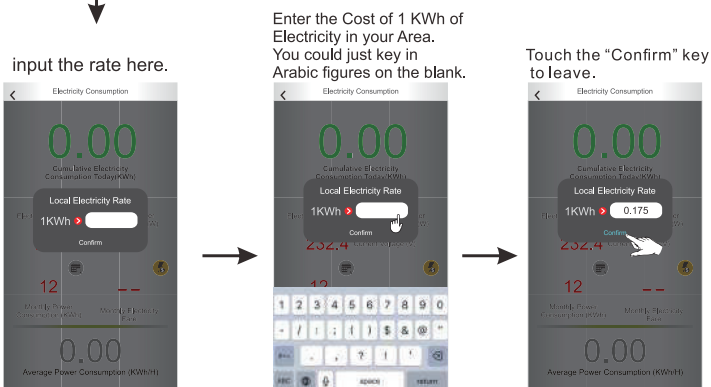 input the rate here.
Electricity Consumption
0.00
Cumulative Electricity
Consumption Today(KWh)
Local Electricity Rate
1KWh
Confirm
12
--
Monthly Power
Consumption (KWh)
Monthly Electricity
Fare
0.00
Average Power Consumption (KWh/H)
Enter the Cost of 1 KWh of
Electricity in your Area.
You could just key in
Arabic figures on the blank.
Electricity Consumption
0.00
Cumulative Electricity
Consumption Today(KWh)
Local Electricity Rate
1KWh
Confirm
232.4
12
--
1 2 3 4 5 6 7 8 9 0
- / : ; ( ) $ & @ "
#+= . , ? ! '
ABC space return
Touch the “Confirm” key
to leave.
Electricity Consumption
0.00
Cumulative Electricity
Consumption Today(KWh)
Local Electricity Rate
1KWh 0.175
Confirm
232.4
12
--
Monthly Power
Consumption (KWh)
Monthly Electricity
Fare
0.00
Average Power Consumption (KWh/H)